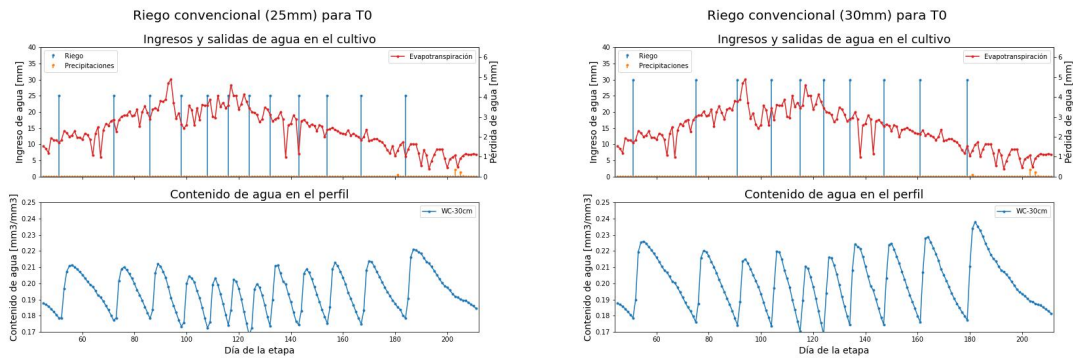 Riego convencional (25mm) para T0
Ingresos y salidas de agua en el cultivo
Riego
Precipitaciones
Evapotranspiración
Ingreso de agua [mm]
40
35
30
25
20
15
10
5
0
Pérdida de agua [mm]
6
5
4
3
2
1
0
Contenido de agua en el perfil
WC-30cm
Contenido de agua [mm3/mm3]
0.25
0.24
0.23
0.22
0.21
0.20
0.19
0.18
0.17
60 80 100 120 140 160 180 200
Día de la etapa
Riego convencional (30mm) para T0
Ingresos y salidas de agua en el cultivo
Riego
Precipitaciones
Evapotranspiración
Ingreso de agua [mm]
40
35
30
25
20
15
10
5
0
Pérdida de agua [mm]
6
5
4
3
2
1
0
Contenido de agua en el perfil
WC-30cm
Contenido de agua [mm3/mm3]
0.25
0.24
0.23
0.22
0.21
0.20
0.19
0.18
0.17
60 80 100 120 140 160 180 200
Día de la etapa